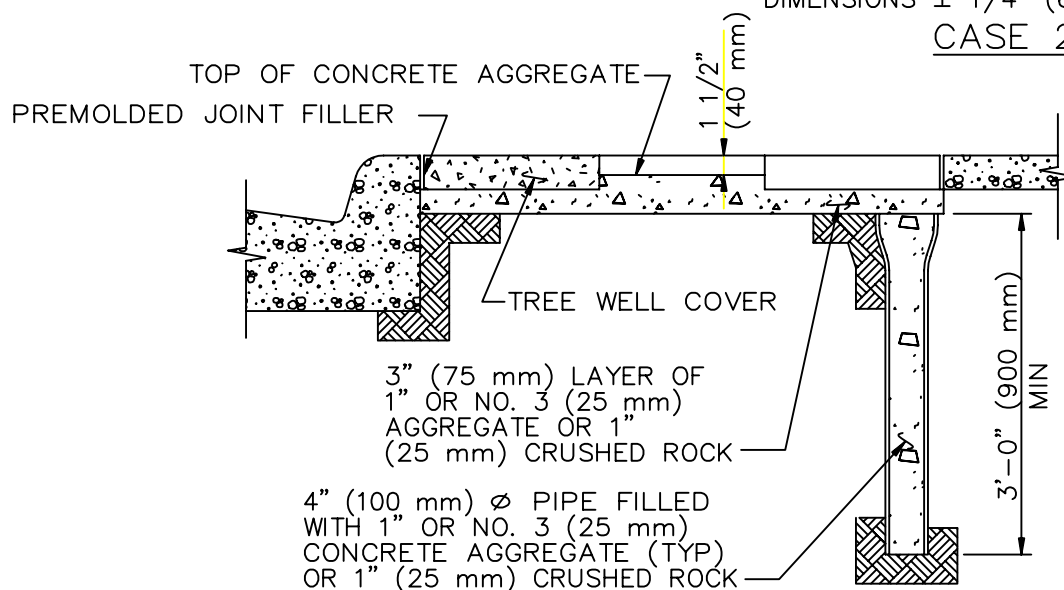 DIMENSIONS ± 1/4"
CASE 2
TOP OF CONCRETE AGGREGATE
PREMOLDED JOINT FILLER
1 1/2"
(40 mm)
TREE WELL COVER
3" (75 mm) LAYER OF
1" OR NO. 3 (25 mm)
AGGREGATE OR 1"
(25 mm) CRUSHED ROCK
3'-0" (900 mm)
MIN
4" (100 mm) Ø PIPE FILLED
WITH 1" OR NO. 3 (25 mm)
CONCRETE AGGREGATE (TYP)
OR 1" (25 mm) CRUSHED ROCK